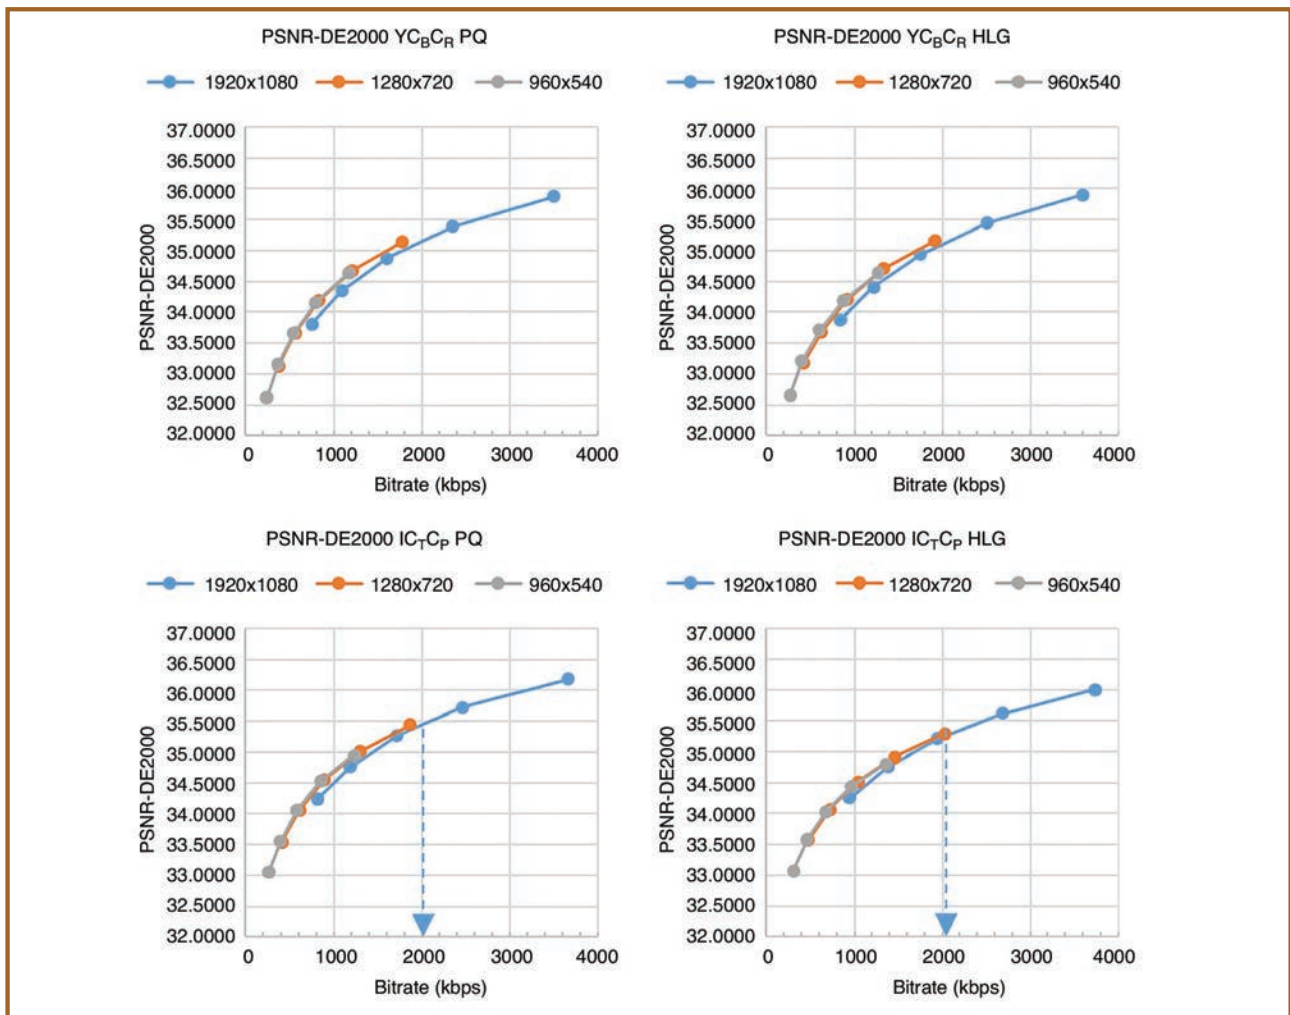 PSNR-DE2000 YCBCR PQ
1920x1080 1280x720 960x540
37.0000
36.5000
36.0000
35.5000
35.0000
34.5000
34.0000
33.5000
33.0000
32.5000
32.0000
PSNR-DE2000
0 1000 2000 3000 4000
Bitrate (kbps)
PSNR-DE2000 YCBCR HLG
1920x1080 1280x720 960x540
37.0000
36.5000
36.0000
35.5000
35.0000
34.5000
34.0000
33.5000
33.0000
32.5000
32.0000
PSNR-DE2000
0 1000 2000 3000 4000
Bitrate (kbps)
PSNR-DE2000 ICTCP PQ
1920x1080 1280x720 960x540
37.0000
36.5000
36.0000
35.5000
35.0000
34.5000
34.0000
33.5000
33.0000
32.5000
32.0000
PSNR-DE2000
0 1000 2000 3000 4000
Bitrate (kbps)
PSNR-DE2000 ICTCP HLG
1920x1080 1280x720 960x540
37.0000
36.5000
36.0000
35.5000
35.0000
34.5000
34.0000
33.5000
33.0000
32.5000
32.0000
PSNR-DE2000
0 1000 2000 3000 4000
Bitrate (kbps)